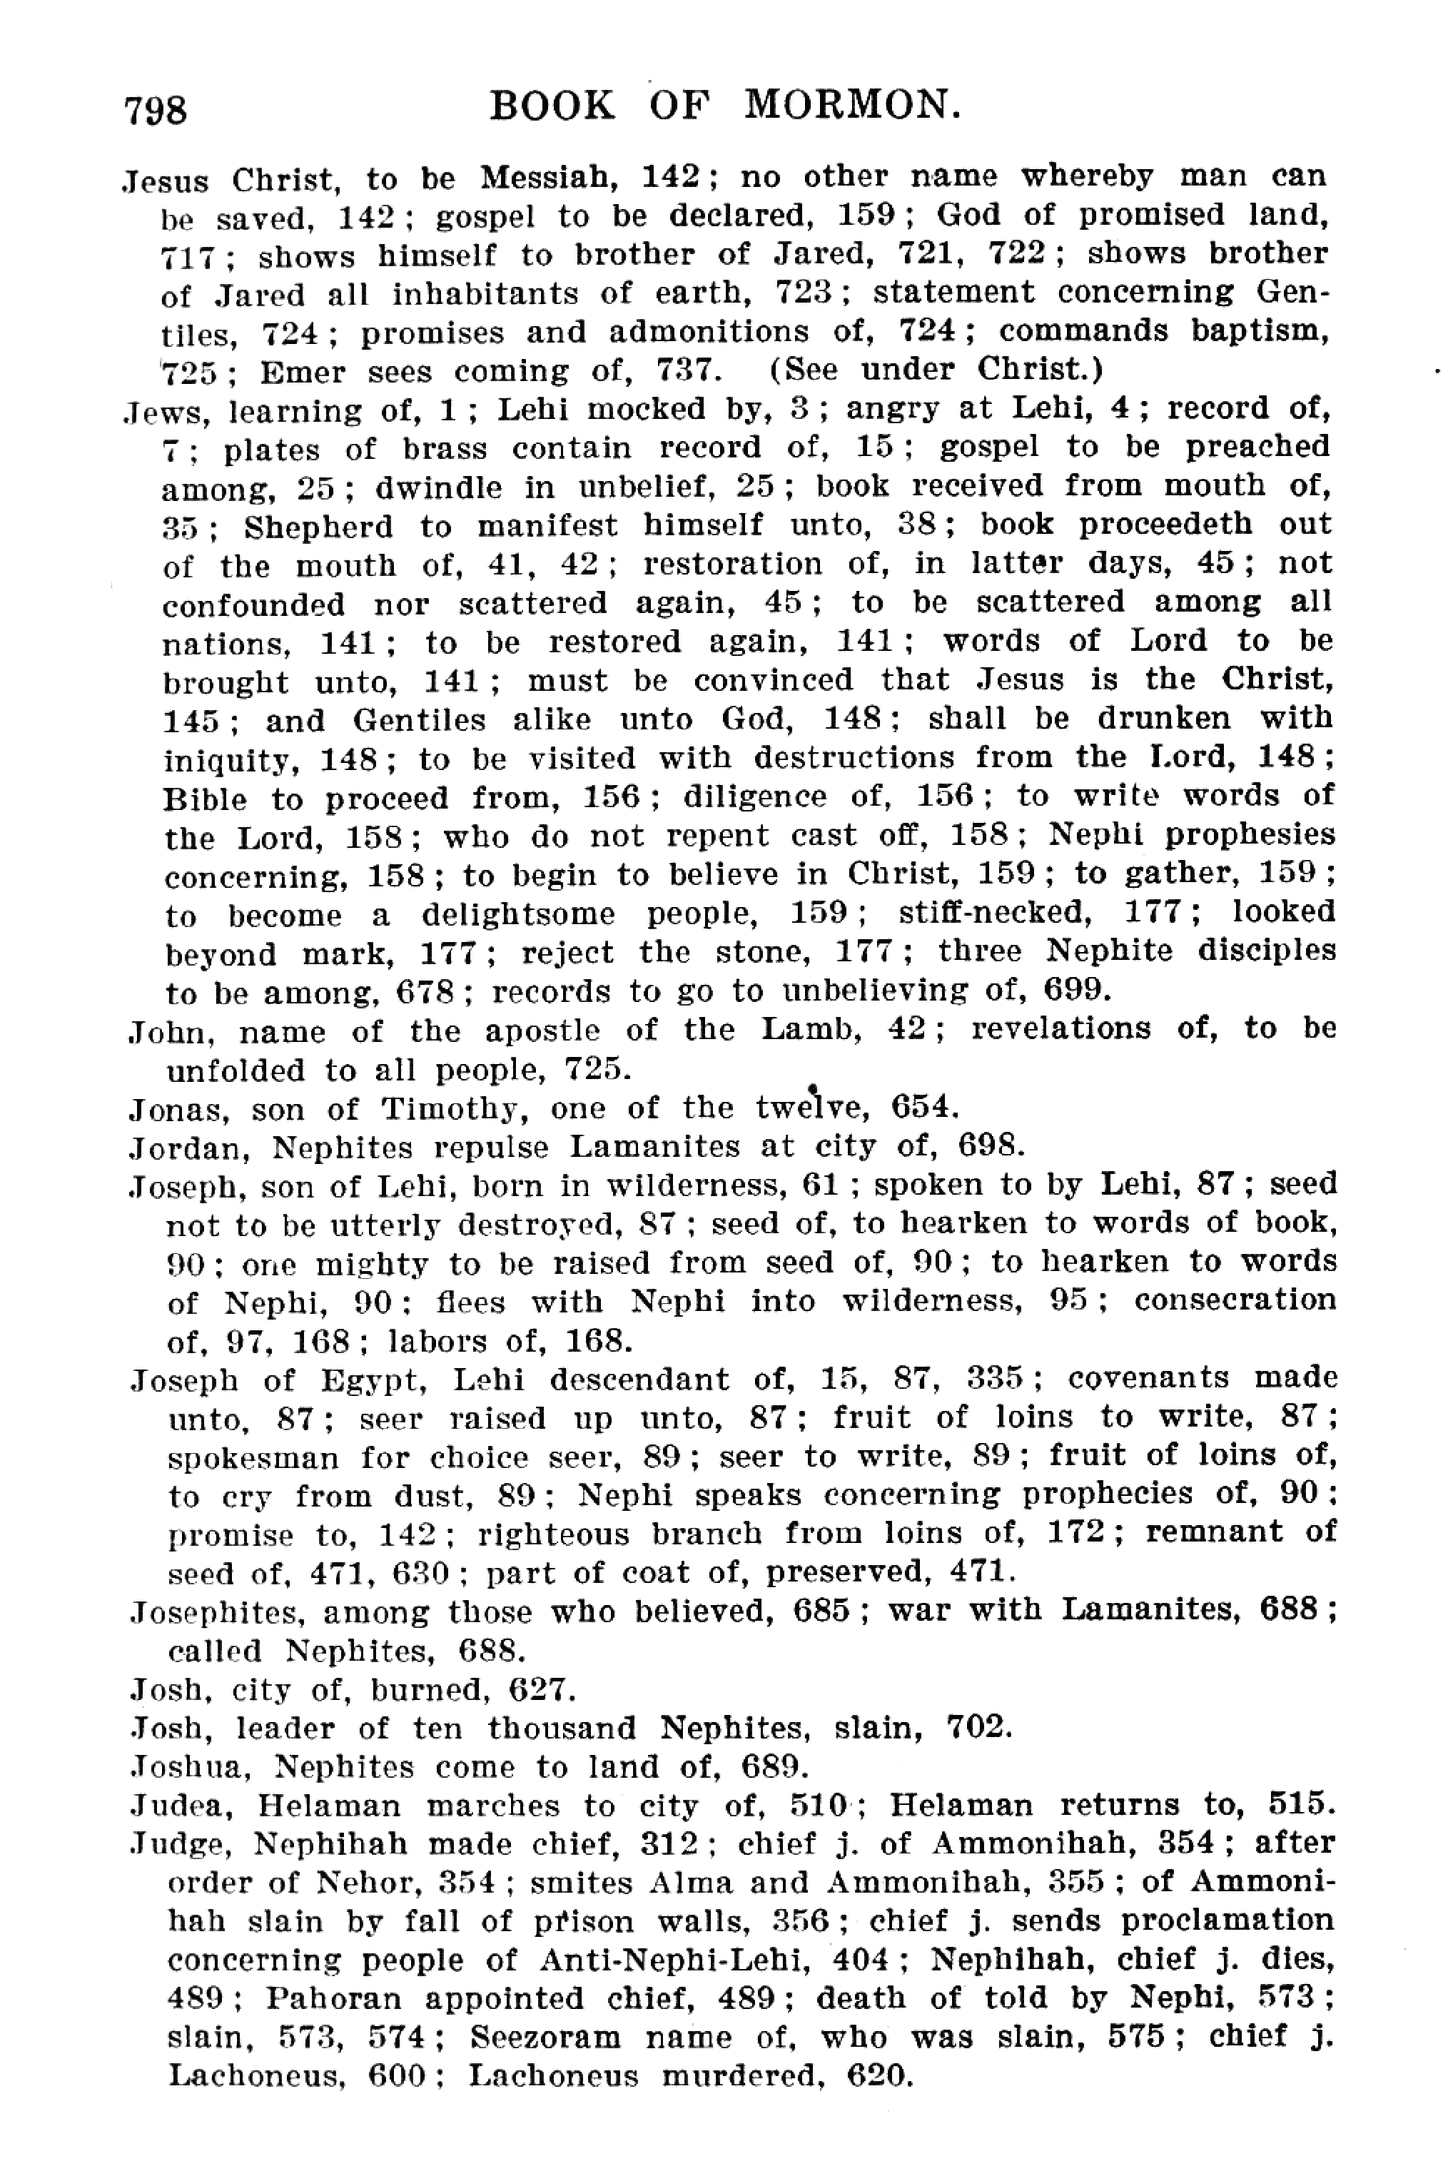 798 BOOK OF MORMON.
Jesus Christ, to be Messiah, 142; no other name whereby man can
be saved, 142; gospel to be declared, 159; God of promised land,
717; shows himself to brother of Jared, 721, 722; shows brother
of Jared all inhabitants of earth, 723; statement concerning Gen-
tiles, 724; promises and admonitions of, 724; commands baptism,
725; Emer sees coming of, 737. (See under Christ.)
Jews, learning of, 1; Lehi mocked by, 3; angry at Lehi, 4; record of,
7; plates of brass contain record of, 15; gospel to be preached
among, 25; dwindle in unbelief, 25; book received from mouth of,
35; Shepherd to manifest himself unto, 38; book proceedeth out
of the mouth of, 41, 42; restoration of, in latter days, 45; not
confounded nor scattered again, 45; to be scattered among all
nations, 141; to be restored again, 141; words of Lord to be
brought unto, 141; must be convinced that Jesus is the Christ,
145; and Gentiles alike unto God, 148; shall be drunken with
iniquity, 148; to be visited with destructions from the Lord, 148;
Bible to proceed from, 156; diligence of, 156; to write words of
the Lord, 158; who do not repent cast off, 158; Nephi prophesies
concerning, 158; to begin to believe in Christ, 159; to gather, 159;
to become a delightsome people, 159; stiff-necked, 177; looked
beyond mark, 177; reject the stone, 177; three Nephite disciples
to be among, 678; records to go to unbelieving of, 699.
John, name of the apostle of the Lamb, 42; revelations of, to be
unfolded to all people, 725.
Jonas, son of Timothy, one of the twelve, 654.
Jordan, Nephites repulse Lamanites at city of, 698.
Joseph, son of Lehi, born in wilderness, 61; spoken to by Lehi, 87; seed
not to be utterly destroyed, 87; seed of, to hearken to words of book,
90; one mighty to be raised from seed of, 90; to hearken to words
of Nephi, 90; flees with Nephi into wilderness, 95; consecration
of, 97, 168; labors of, 168.
Joseph of Egypt, Lehi descendant of, 15, 87, 335; covenants made
unto, 87; seer raised up unto, 87; fruit of loins to write, 87;
spokesman for choice seer, 89; seer to write, 89; fruit of loins of,
to cry from dust, 89; Nephi speaks concerning prophecies of, 90;
promise to, 142; righteous branch from loins of, 172; remnant of
seed of, 471, 630; part of coat of, preserved, 471.
Josephites, among those who believed, 685; war with Lamanites, 688;
called Nephites, 688.
Josh, city of, burned, 627.
Josh, leader of ten thousand Nephites, slain, 702.
Joshua, Nephites come to land of, 689.
Judea, Helaman marches to city of, 510; Helaman returns to, 515.
Judge, Nephihah made chief, 312; chief j. of Ammonihah, 354; after
order of Nehor, 354; smites Alma and Ammonihah, 355; of Ammoni-
hah slain by fall of prison walls, 356; chief j. sends proclamation
concerning people of Anti-Nephi-Lehi, 404; Nephihah, chief j. dies,
489; Pahoran appointed chief, 489; death of told by Nephi, 573;
slain, 573, 574; Seezoram name of, who was slain, 575; chief j.
Lachoneus, 600; Lachoneus murdered, 620.